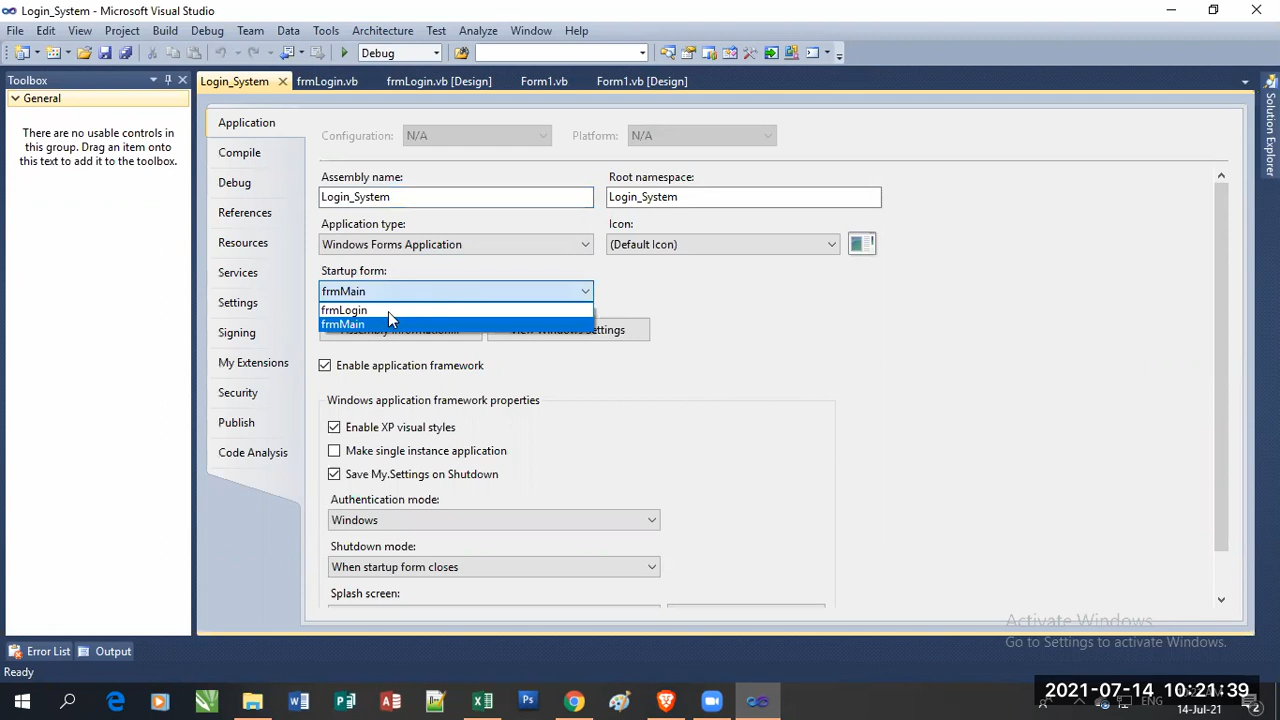 Login_System - Microsoft Visual Studio
File Edit View Project Build Debug Team Data Tools Architecture Test Analyze Window Help
Debug
Toolbox
General
There are no usable controls in
this group. Drag an item onto
this text to add it to the toolbox.
Login_System frmLogin.vb frmLogin.vb [Design] Form1.vb Form1.vb [Design]
Solution Explorer
Application
Compile
Debug
References
Resources
Services
Settings
Signing
My Extensions
Security
Publish
Code Analysis
Configuration: N/A Platform: N/A
Assembly name: Root namespace:
Login_System Login_System
Application type: Icon:
Windows Forms Application (Default Icon)
Startup form:
frmMain
frmLogin
frmMain
Settings
Enable application framework
Windows application framework properties
Enable XP visual styles
Make single instance application
Save My.Settings on Shutdown
Authentication mode:
Windows
Shutdown mode:
When startup form closes
Splash screen:
Activate Windows
Go to Settings to activate Windows.
Error List Output
Ready
2021-07-14 10:21:39
ENG
14-Jul-21
2